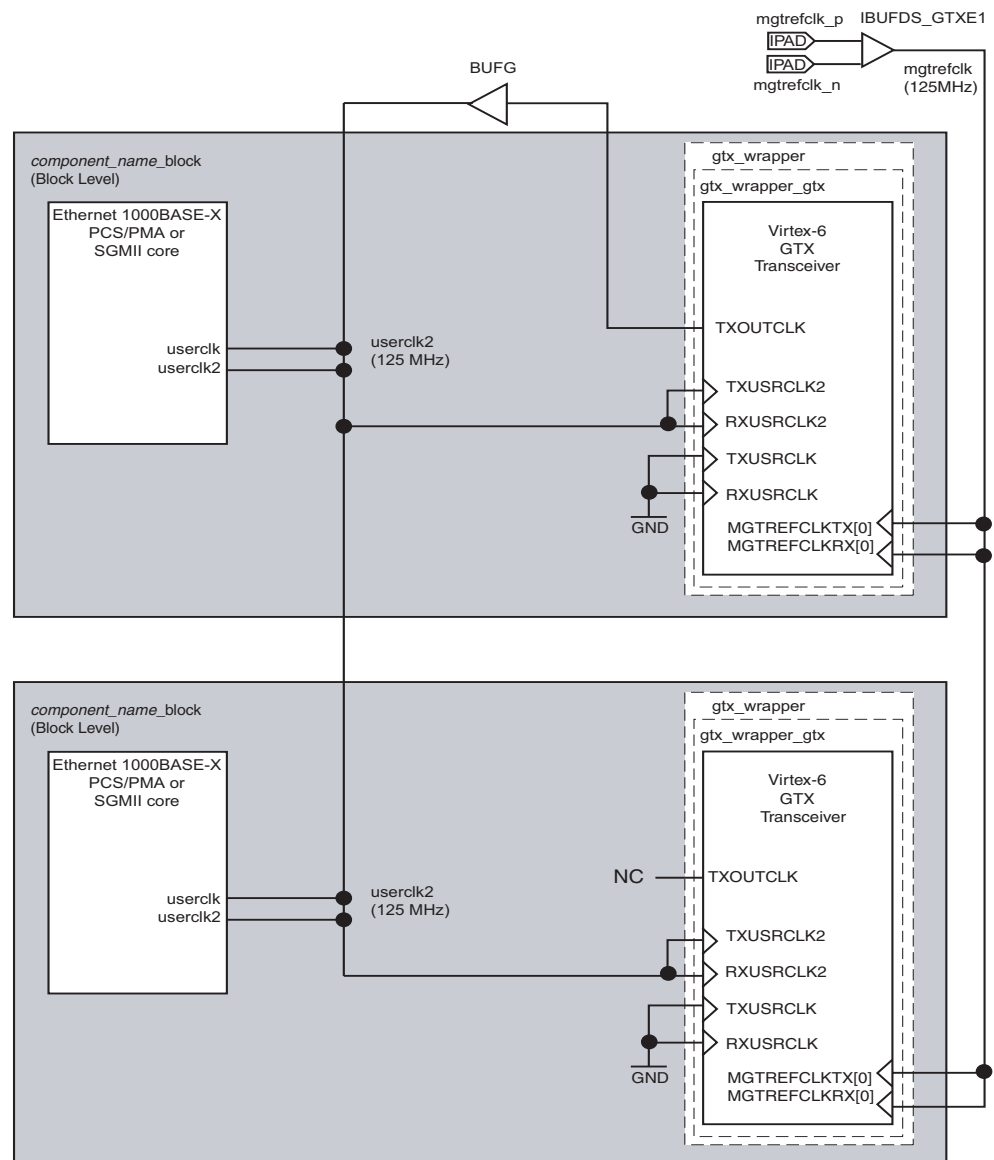 mgtrefclk_p
IBUFDS_GTXE1
IPAD
IPAD
mgtrefclk_n
mgtrefclk
(125MHz)
BUFG
component_name_block
(Block Level)
gtx_wrapper
gtx_wrapper_gtx
Ethernet 1000BASE-X
PCS/PMA or
SGMII core
Virtex-6
GTX
Transceiver
TXOUTCLK
userclk
userclk2
userclk2
(125 MHz)
TXUSRCLK2
RXUSRCLK2
TXUSRCLK
RXUSRCLK
GND
MGTREFCLKTX[0]
MGTREFCLKRX[0]
component_name_block
(Block Level)
gtx_wrapper
gtx_wrapper_gtx
Ethernet 1000BASE-X
PCS/PMA or
SGMII core
Virtex-6
GTX
Transceiver
NC
TXOUTCLK
userclk
userclk2
userclk2
(125 MHz)
TXUSRCLK2
RXUSRCLK2
TXUSRCLK
RXUSRCLK
GND
MGTREFCLKTX[0]
MGTREFCLKRX[0]